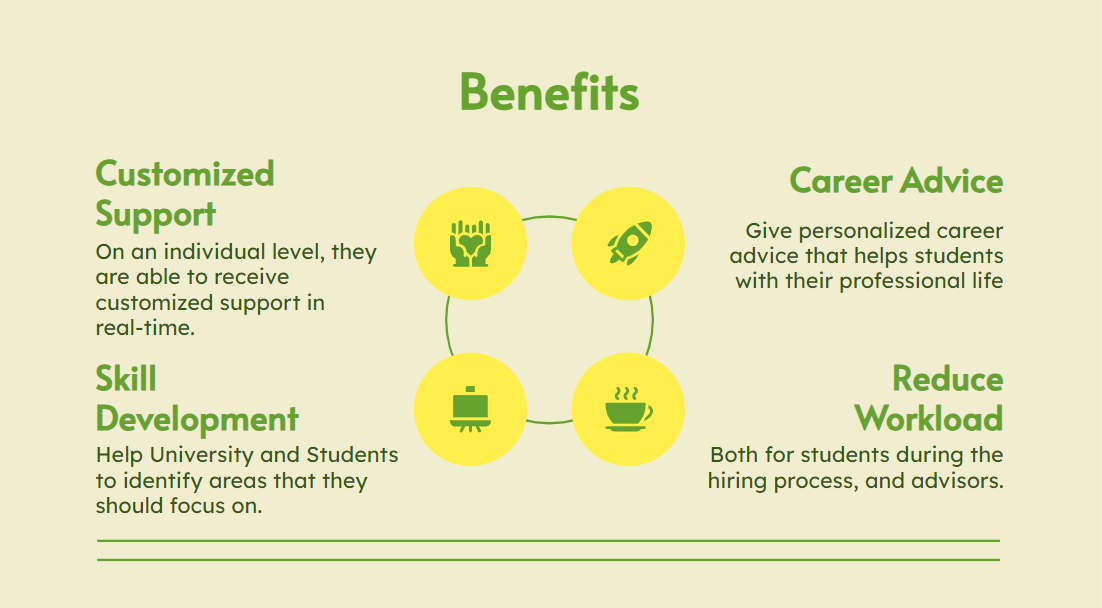 Benefits
Customized
Support
On an individual level, they
are able to receive
customized support in
real-time.
Career Advice
Give personalized career
advice that helps students
with their professional life
Skill
Development
Help University and Students
to identify areas that they
should focus on.
Reduce
Workload
Both for students during the
hiring process, and advisors.